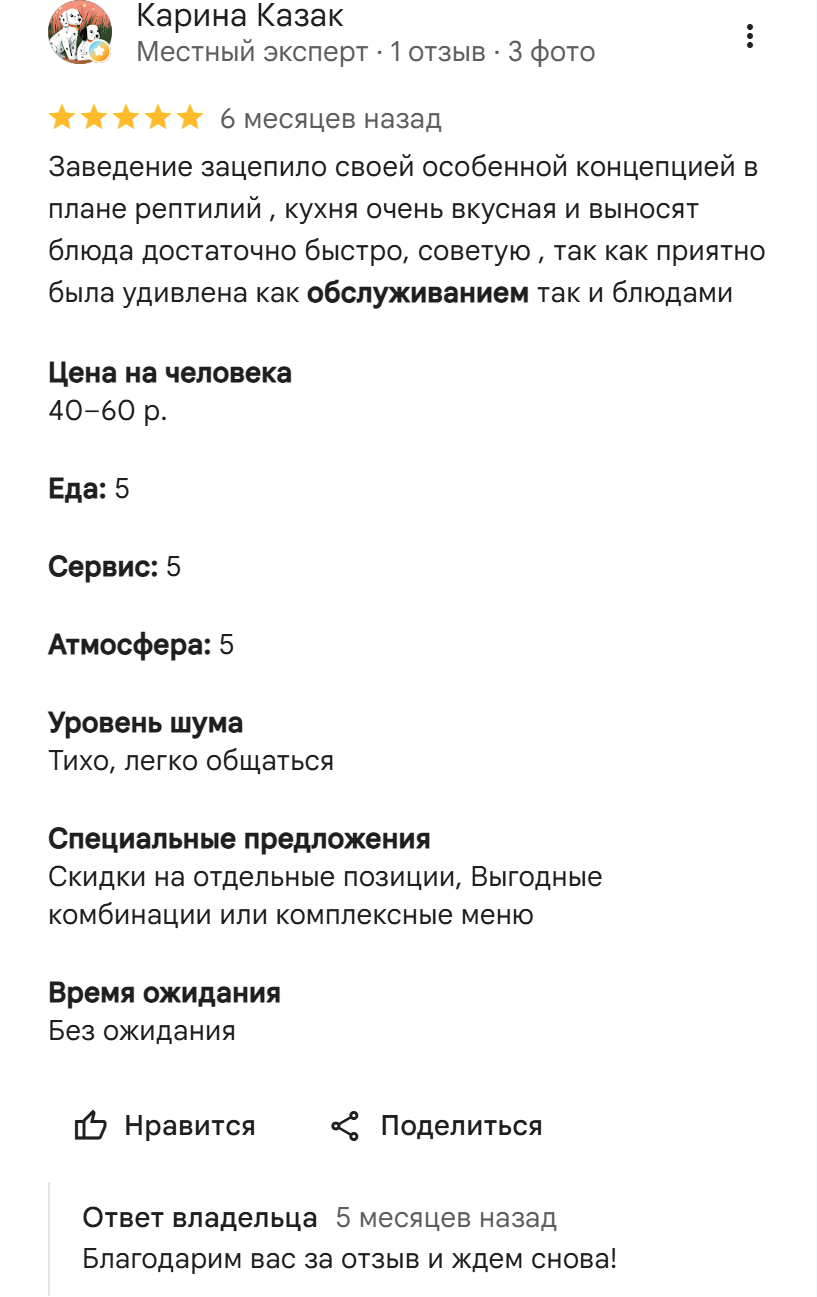 Карина Казак
Местный эксперт · 1 отзыв · 3 фото
6 месяцев назад
Заведение зацепило своей особенной концепцией в
плане рептилий , кухня очень вкусная и выносят
блюда достаточно быстро, советую , так как приятно
была удивлена как обслуживанием так и блюдами
Цена на человека
40–60 р.
Еда: 5
Сервис: 5
Атмосфера: 5
Уровень шума
Тихо, легко общаться
Специальные предложения
Скидки на отдельные позиции, Выгодные
комбинации или комплексные меню
Время ожидания
Без ожидания
Нравится Поделиться
Ответ владельца 5 месяцев назад
Благодарим вас за отзыв и ждем снова!